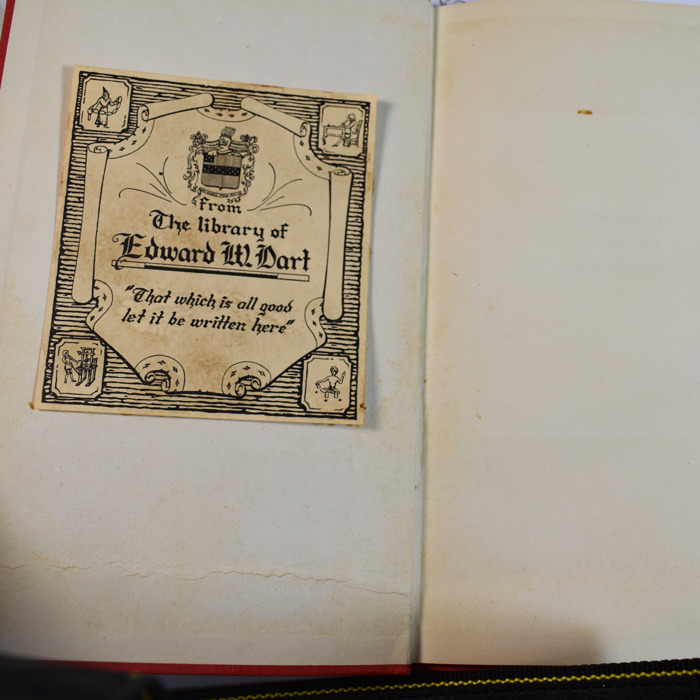 from
The library of
Edward W. Dart
"That which is all good
let it be written here"